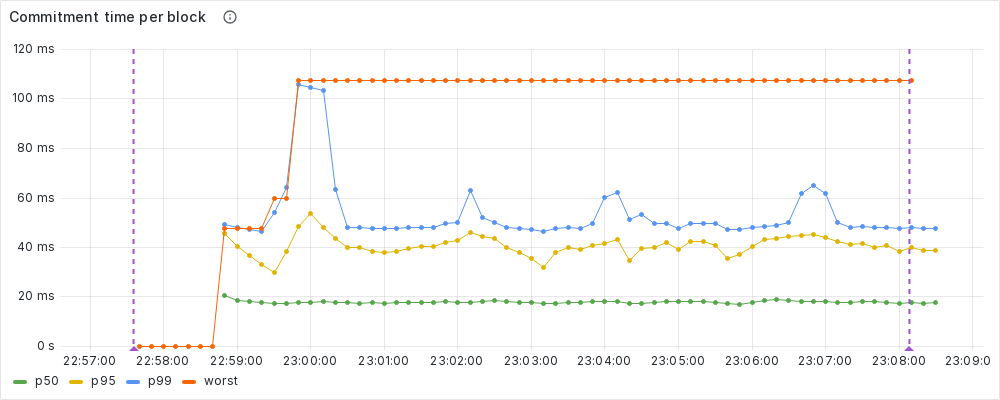 Commitment time per block
120 ms
100 ms
80 ms
60 ms
40 ms
20 ms
0 s
22:57:00 22:58:00 22:59:00 23:00:00 23:01:00 23:02:00 23:03:00 23:04:00 23:05:00 23:06:00 23:07:00 23:08:00 23:09:0
p50 p95 p99 worst